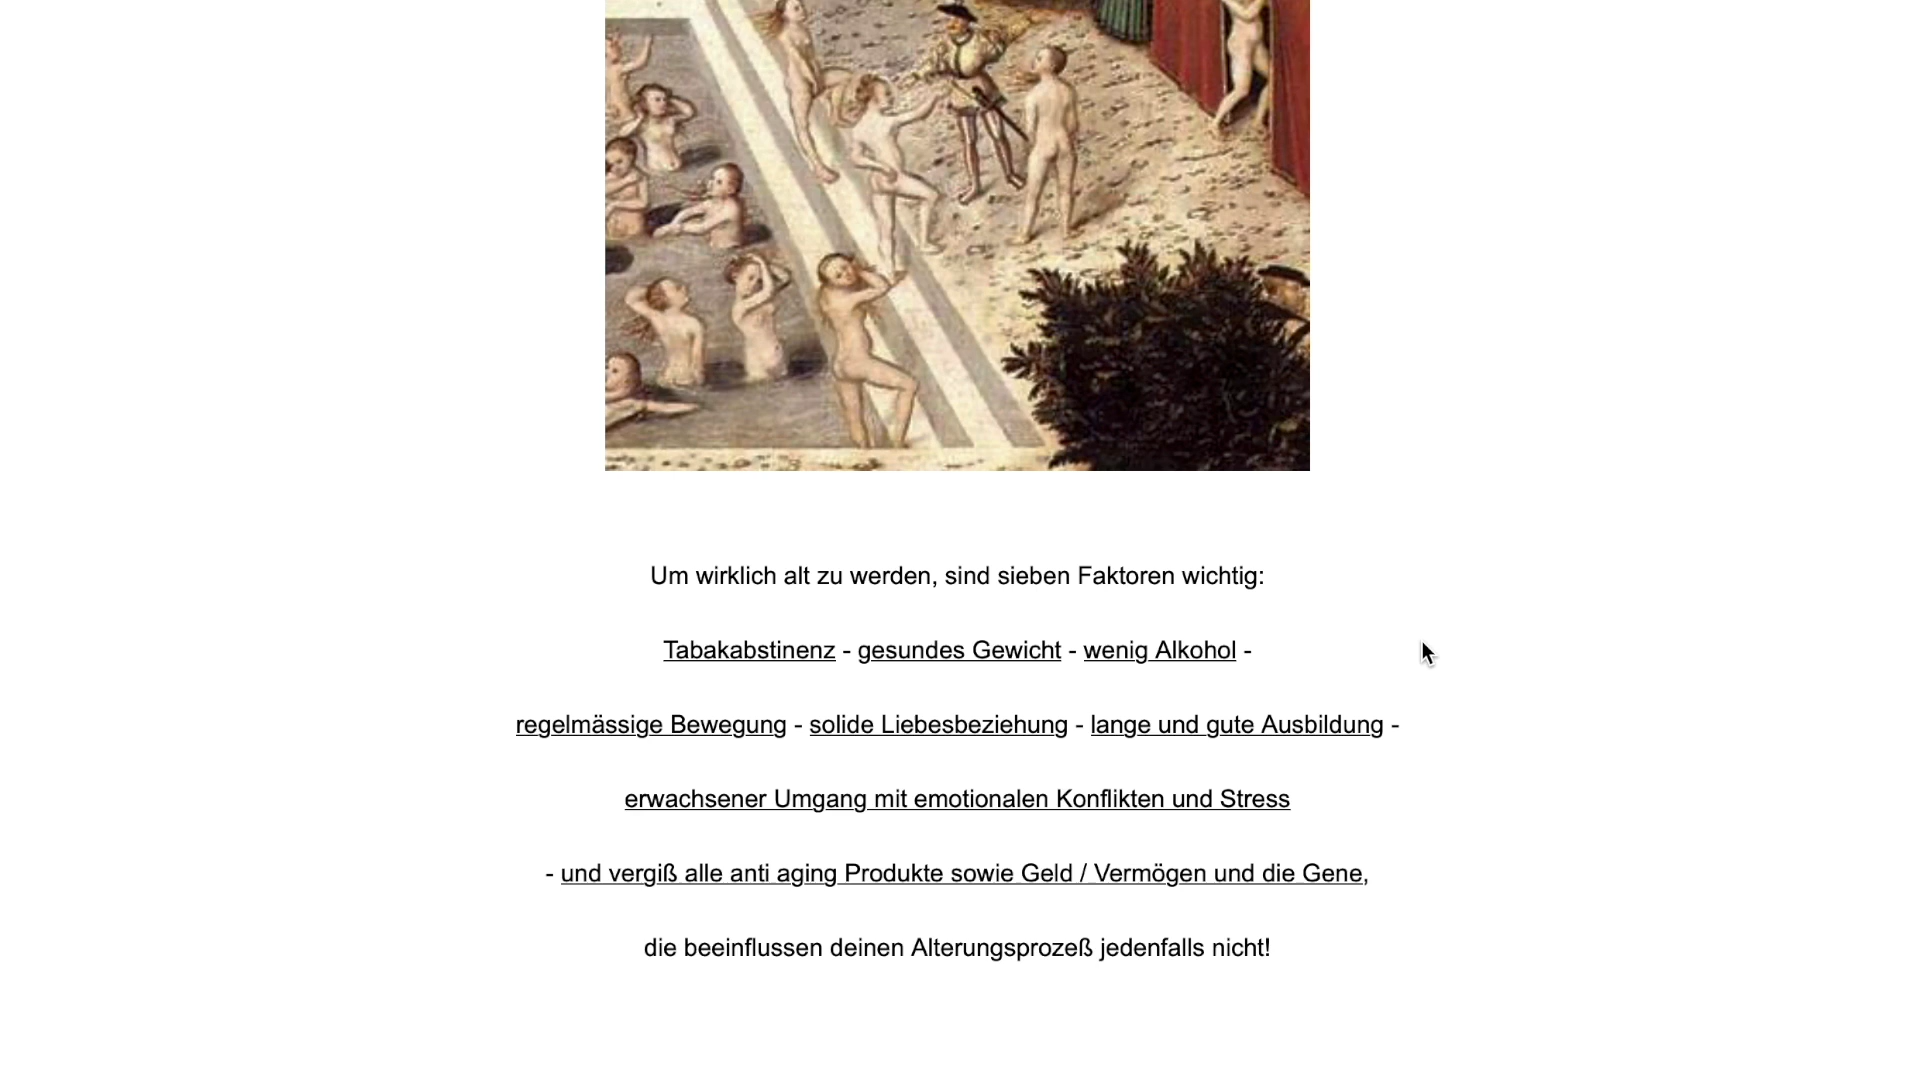 Um wirklich alt zu werden, sind sieben Faktoren wichtig:
Tabakabstinenz - gesundes Gewicht - wenig Alkohol -
regelmässige Bewegung - solide Liebesbeziehung - lange und gute Ausbildung -
erwachsener Umgang mit emotionalen Konflikten und Stress
- und vergiß alle anti aging Produkte sowie Geld / Vermögen und die Gene,
die beeinflussen deinen Alterungsprozeß jedenfalls nicht!